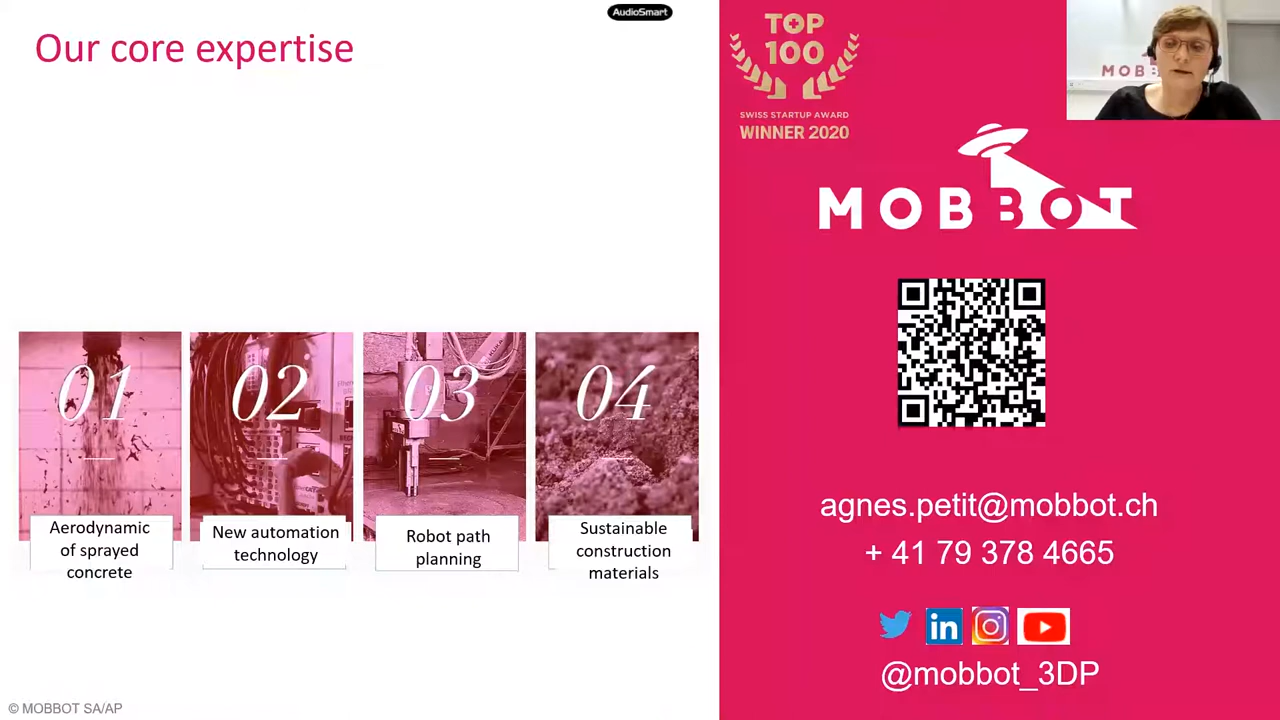 AudioSmart
Our core expertise
01
Aerodynamic
of sprayed
concrete
02
New automation
technology
03
Robot path
planning
04
Sustainable
construction
materials
© MOBBOT SA/AP
TOP
100
SWISS STARTUP AWARD
WINNER 2020
MOBB
MOBBOT
agnes.petit@mobbot.ch
+ 41 79 378 4665
in
@mobbot_3DP